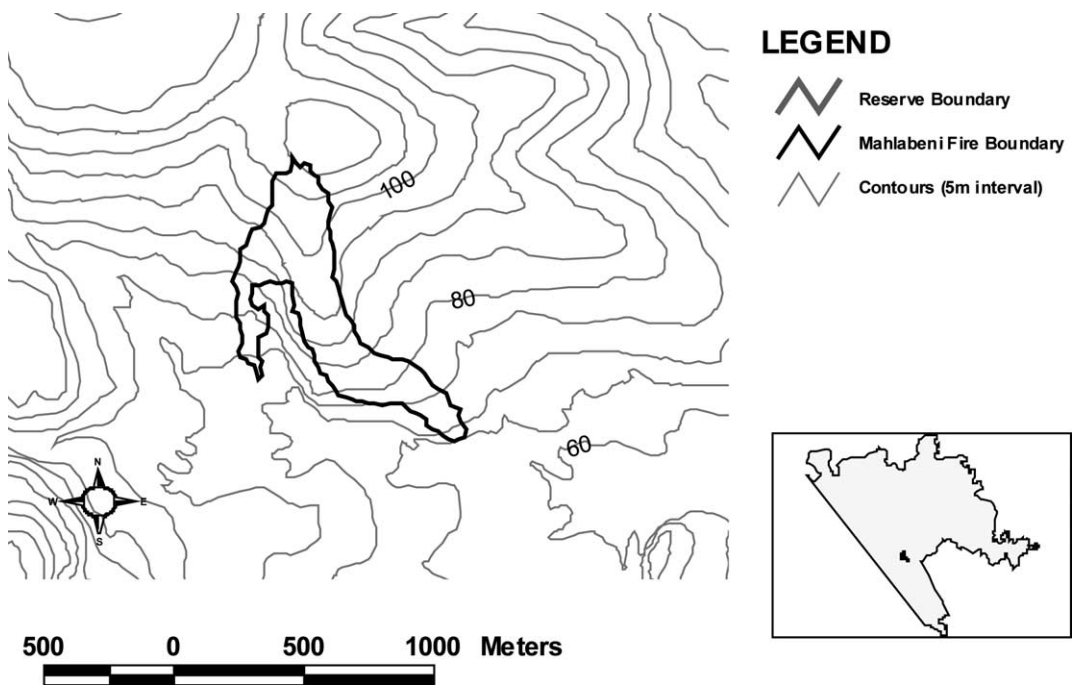 LEGEND
Reserve Boundary
Mahlabeni Fire Boundary
Contours (5m interval)
100
80
60
N
W E
S
500 0 500 1000 Meters